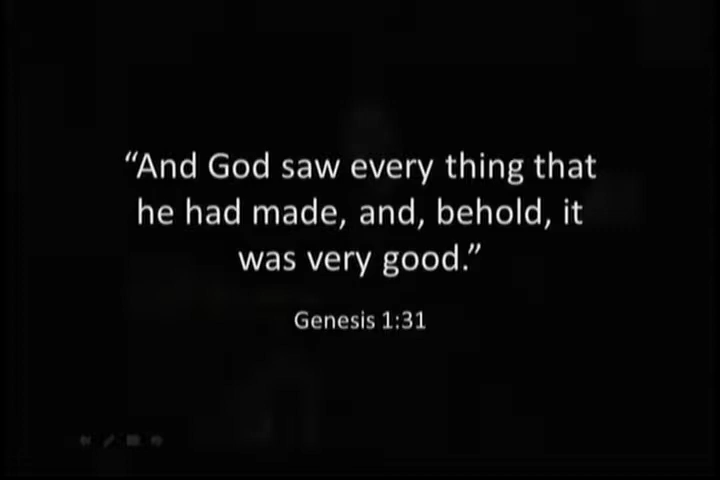 “And God saw every thing that
he had made, and, behold, it
was very good.”
Genesis 1:31